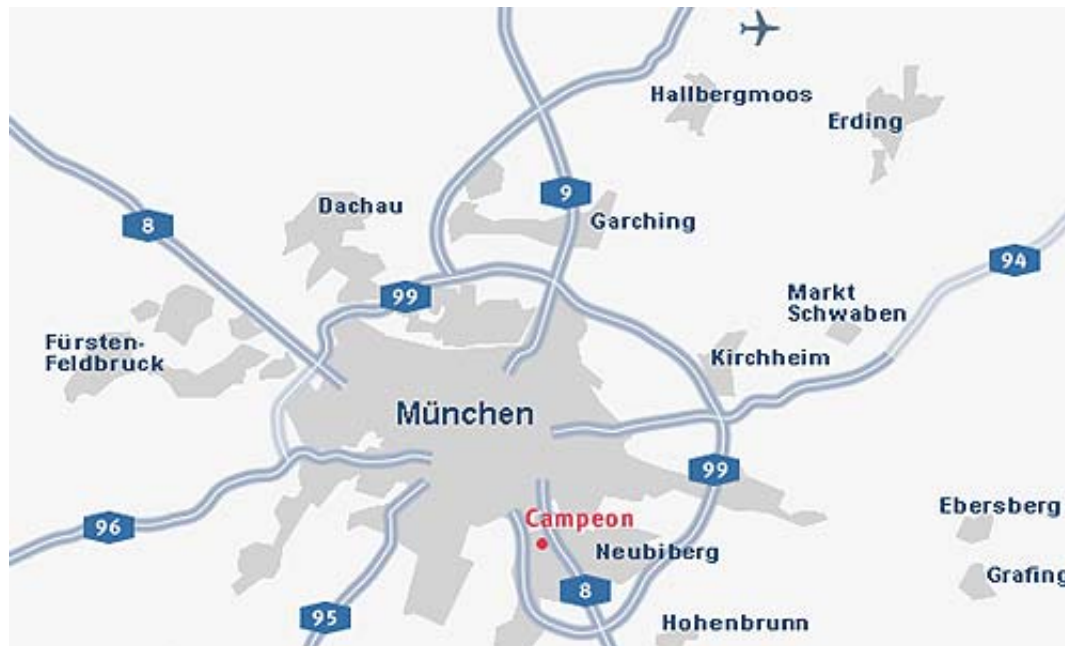 Hallbergmoos
Erding
Dachau
9
Garching
8
94
99
Markt
Schwaben
Fürsten-
Feldbruck
Kirchheim
München
99
96
Campeon
Ebersberg
Neubiberg
Grafing
8
95
Hohenbrunn